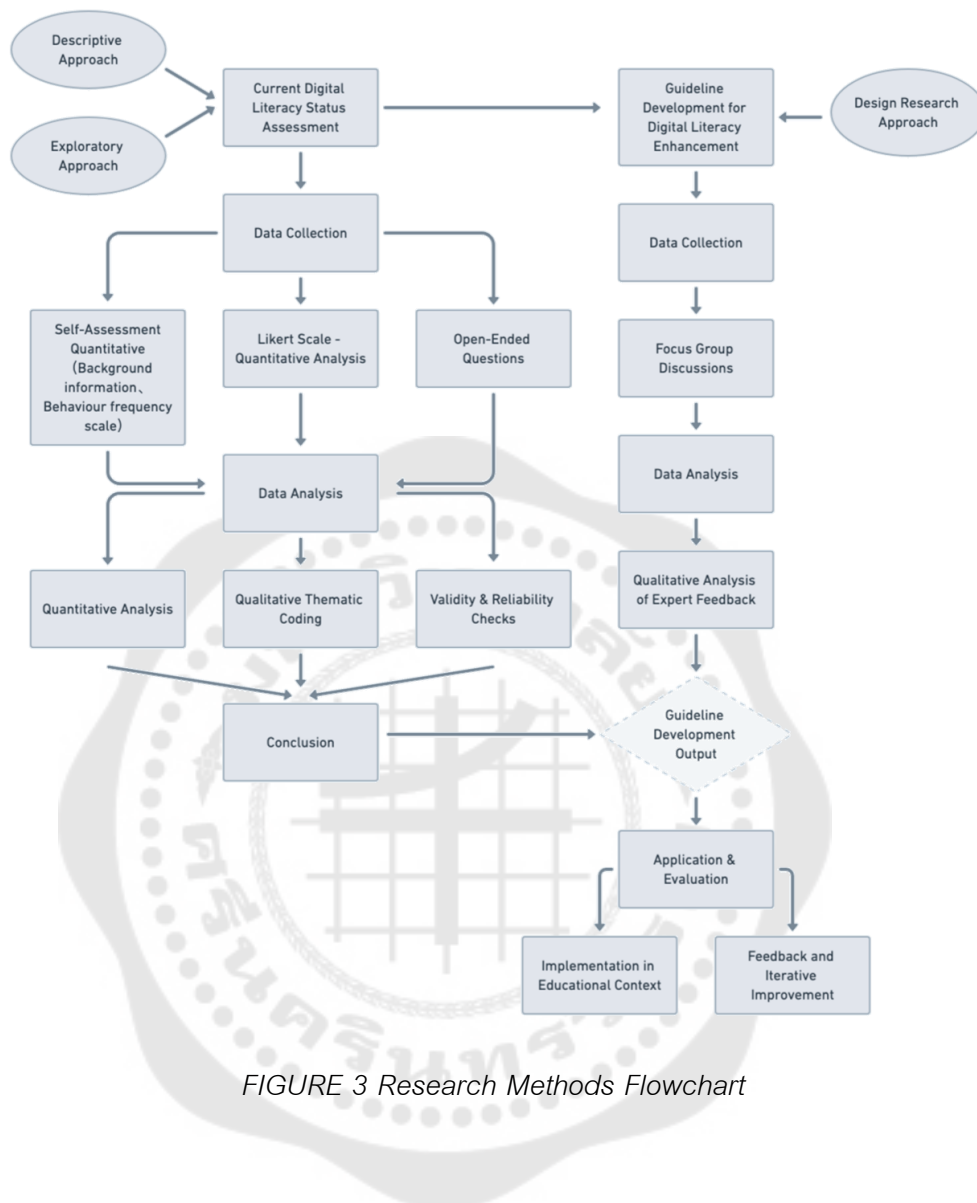 Descriptive
Approach
Exploratory
Approach
Current Digital
Literacy Status
Assessment
Guideline
Development for
Digital Literacy
Enhancement
Design Research
Approach
Data Collection
Data Collection
Self-Assessment
Quantitative
(Background
information、
Behaviour frequency
scale)
Likert Scale -
Quantitative Analysis
Open-Ended
Questions
Focus Group
Discussions
Data Analysis
Data Analysis
Quantitative Analysis
Qualitative Thematic
Coding
Validity & Reliability
Checks
Qualitative Analysis
of Expert Feedback
Conclusion
Guideline
Development
Output
Application &
Evaluation
Implementation in
Educational Context
Feedback and
Iterative
Improvement
FIGURE 3 Research Methods Flowchart